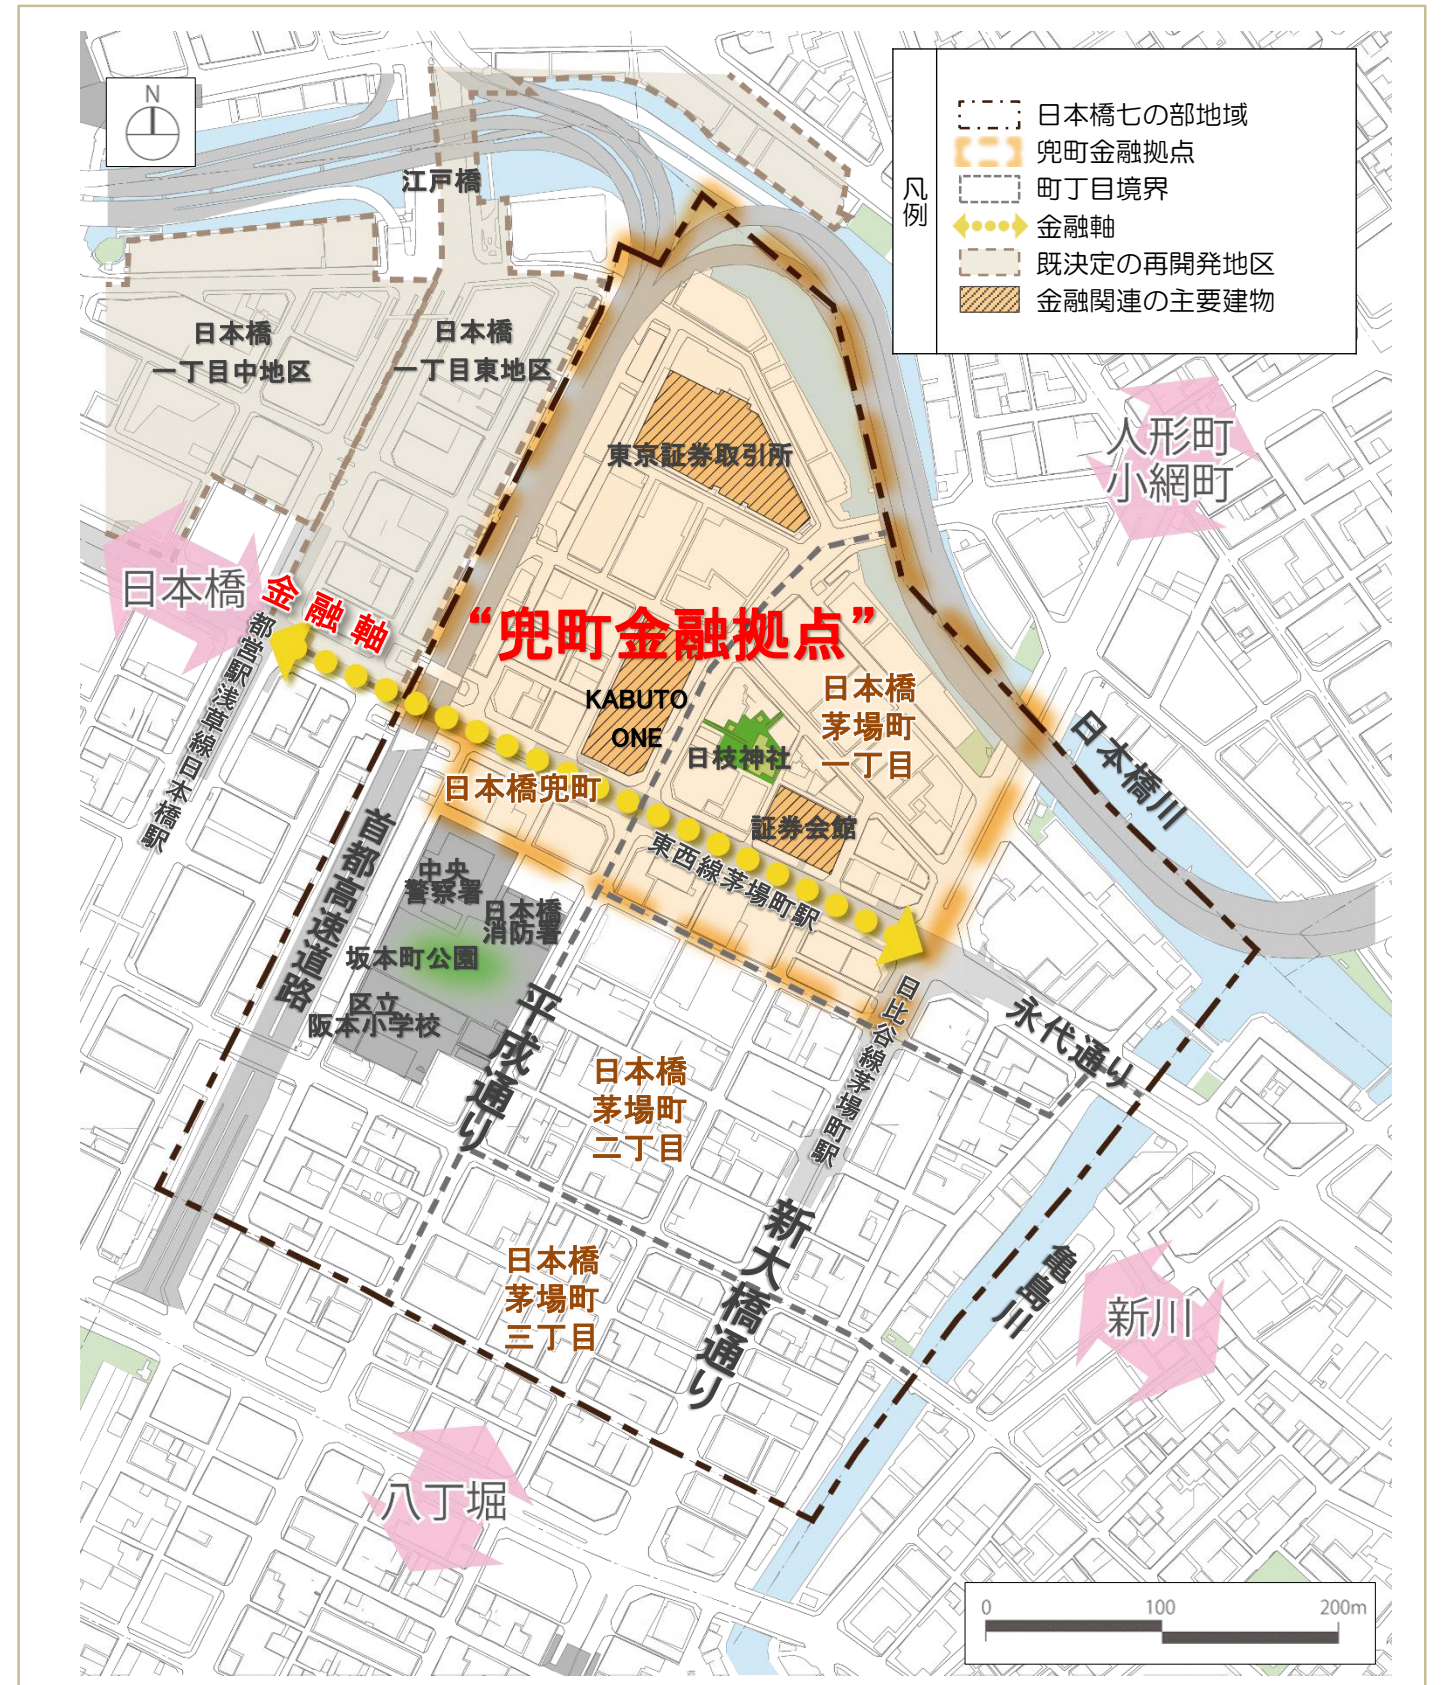 N
凡例
日本橋七の部地域
兜町金融拠点
町丁目境界
金融軸
既決定の再開発地区
金融関連の主要建物
江戸橋
日本橋
一丁目中地区
日本橋
一丁目東地区
東京証券取引所
人形町
小網町
日本橋
金融軸
“兜町金融拠点”
都営駅浅草線日本橋駅
KABUTO
ONE
日本橋
茅場町
一丁目
日枝神社
日本橋兜町
証券会館
東西線茅場町駅
日本橋川
首都高速道路
中央
警察署
日本橋
消防署
坂本町公園
区立
阪本小学校
平成通り
日比谷線茅場町駅
永代通り
日本橋
茅場町
二丁目
新大橋通り
亀島川
日本橋
茅場町
三丁目
新川
八丁堀
0 100 200m